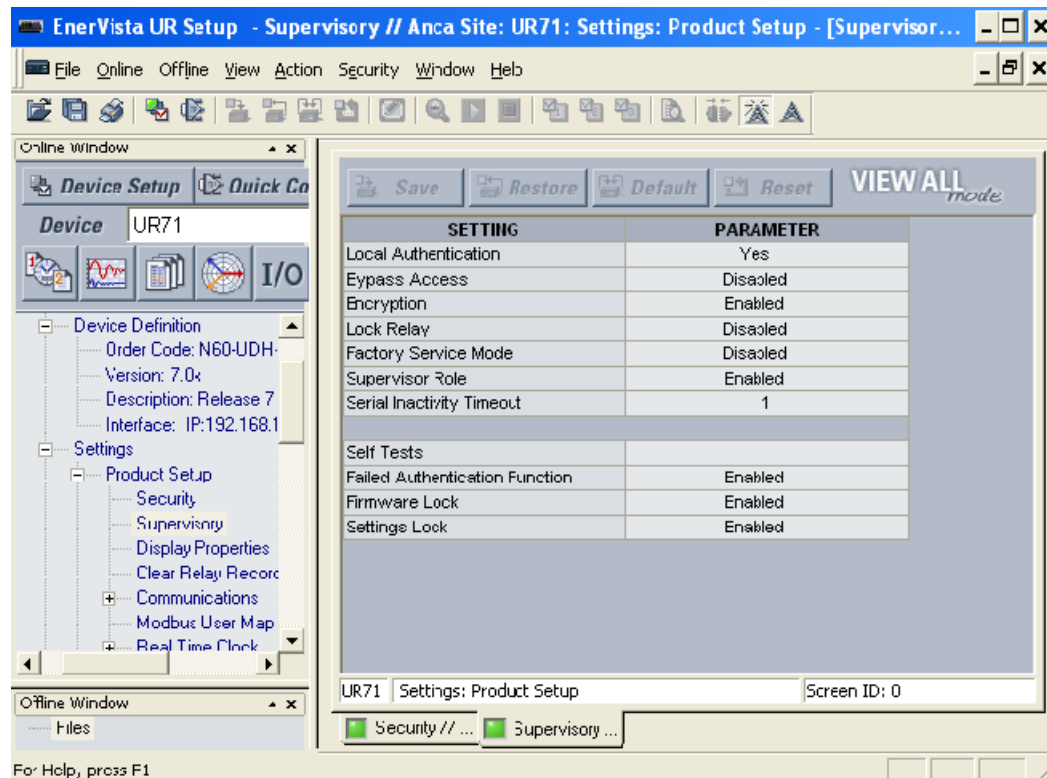 EnerVista UR Setup - Supervisory // Anca Site: UR71: Settings: Product Setup - [Supervisor...
File Online Offline View Action Security Window Help
Online Window
Device Setup Quick Co
Device UR71
I/O
Device Definition
Order Code: N60-UDH-
Version: 7.0x
Description: Release 7
Interface: IP:192.168.1
Settings
Product Setup
Security
Supervisory
Display Properties
Clear Relay Record
Communications
Modbus User Map
Real Time Clock
Offline Window
Files
Save Restore Default Reset VIEW ALL mode
SETTING PARAMETER
Local Authentication Yes
Bypass Access Disabled
Encryption Enabled
Lock Relay Disabled
Factory Service Mode Disabled
Supervisor Role Enabled
Serial Inactivity Timeout 1
Self Tests
Failed Authentication Function Enabled
Firmware Lock Enabled
Settings Lock Enabled
UR71 Settings: Product Setup Screen ID: 0
Security // ... Supervisory ...
For Help, press F1